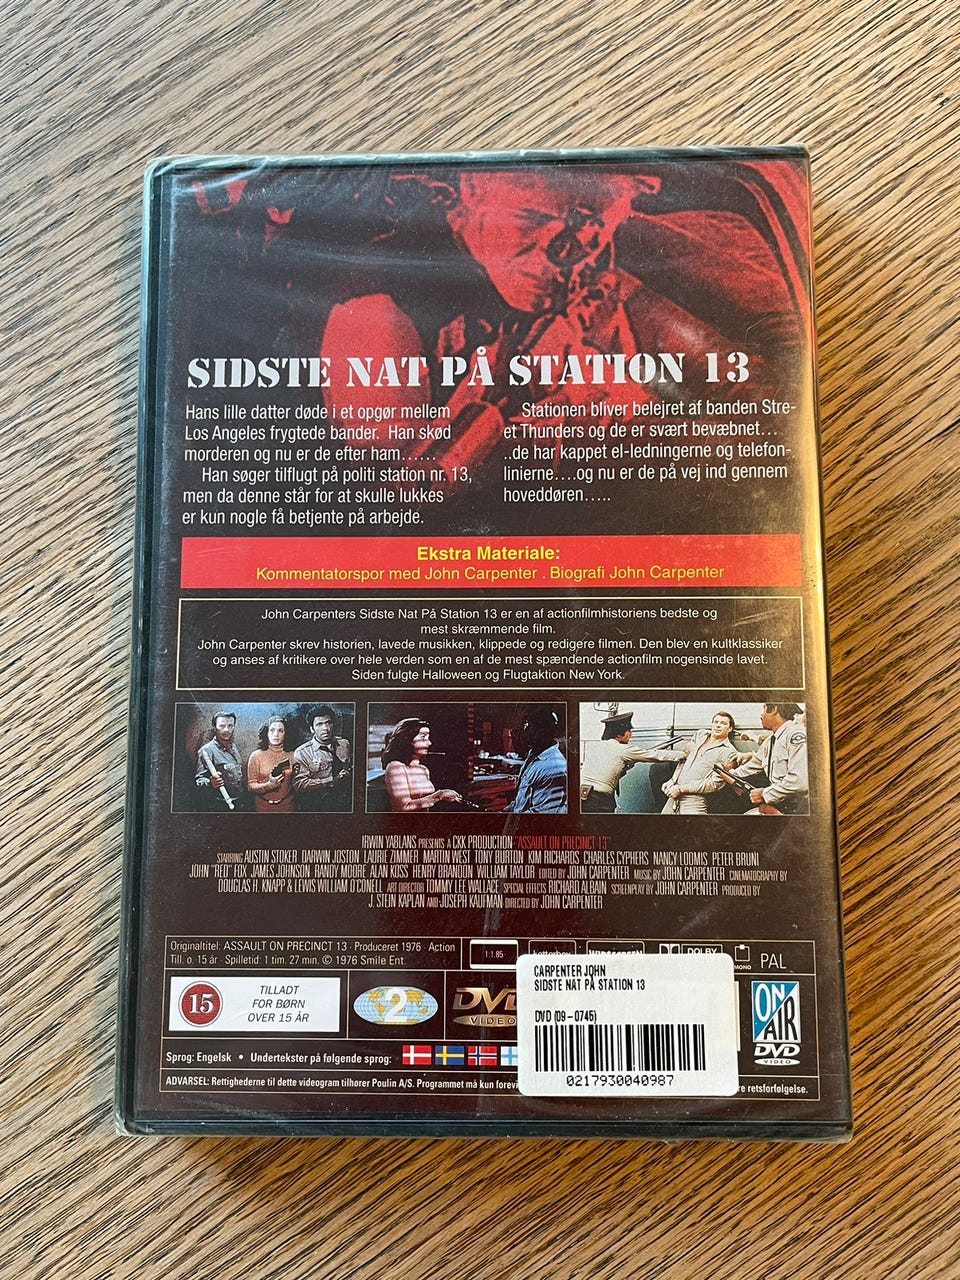 SIDSTE NAT PÅ STATION 13
Hans lille datter døde i et opgør mellem
Los Angeles frygtede bander. Han skød
morderen og nu er de efter ham......
Han søger tilflugt på politi station nr. 13,
men da denne står for at skulle lukkes
er kun nogle få betjente på arbejde.
Stationen bliver belejret af banden Stre-
et Thunders og de er svært bevæbnet...
..de har kappet el-ledningerne og telefon-
linierne....og nu er de på vej ind gennem
hoveddøren.....
Ekstra Materiale:
Kommentatorspor med John Carpenter . Biografi John Carpenter
John Carpenters Sidste Nat På Station 13 er en af actionfilmhistoriens bedste og
mest skræmmende film.
John Carpenter skrev historien, lavede musikken, klippede og redigere filmen. Den blev en kultklassiker
og anses af kritikere over hele verden som en af de mest spændende actionfilm nogensinde lavet.
Siden fulgte Halloween og Flugtaktion New York.
IRWIN YABLANS PRESENTS A CKK PRODUCTION "ASSAULT ON PRECINCT 13"
STARRING AUSTIN STOKER DARWIN JOSTON LAURIE ZIMMER MARTIN WEST TONY BURTON KIM RICHARDS CHARLES CYPHERS NANCY LOOMIS PETER BRUNI
JOHN "RED" FOX JAMES JOHNSON RANDY MOORE ALAN KOSS HENRY BRANDON WILLIAM TAYLOR EDITED BY JOHN CARPENTER MUSIC BY JOHN CARPENTER CINEMATOGRAPHY BY
DOUGLAS H. KNAPP & LEWIS WILLIAM O'CONELL ART DIRECTOR TOMMY LEE WALLACE SPECIAL EFFECTS RICHARD ALBAIN SCREENPLAY BY JOHN CARPENTER PRODUCED BY
J. STEIN KAPLAN AND JOSEPH KAUFMAN DIRECTED BY JOHN CARPENTER
Originaltitel: ASSAULT ON PRECINCT 13 · Produceret 1976 · Action
Till. o. 15 år · Spilletid: 1 tim. 27 min. © 1976 Smile Ent.
1:1.85
DOLBY
MONO
PAL
15
TILLADT
FOR BØRN
OVER 15 ÅR
2
DVD
VIDEO
CARPENTER JOHN
SIDSTE NAT PÅ STATION 13
DVD (09-0745)
0217930040987
ON
AIR
DVD
VIDEO
Sprog: Engelsk • Undertekster på følgende sprog:
ADVARSEL: Rettighederne til dette videogram tilhører Poulin A/S. Programmet må kun
re retsforfølgelse.